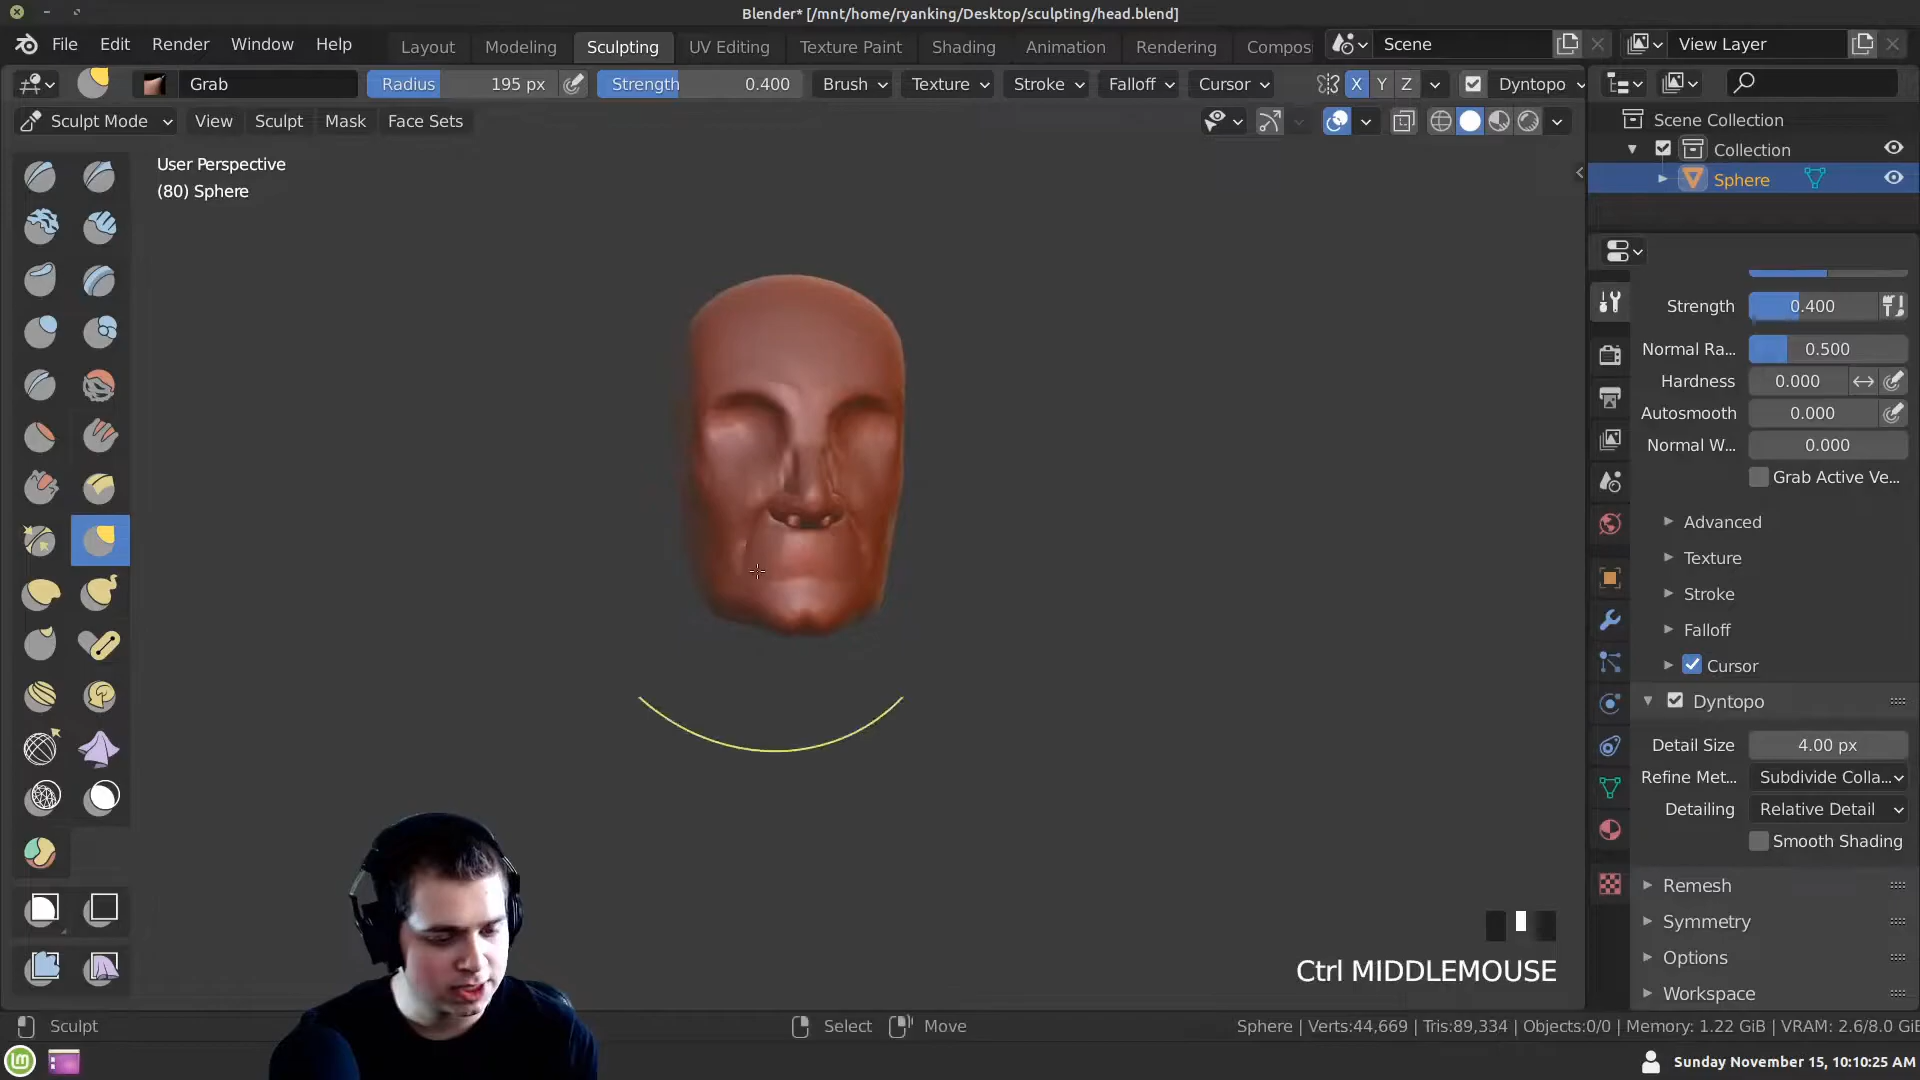 Blender* [/mnt/home/ryanking/Desktop/sculpting/head.blend]
File Edit Render Window Help Layout Modeling Sculpting UV Editing Texture Paint Shading Animation Rendering Compos Scene View Layer
Grab Radius 195 px Strength 0.400 Brush Texture Stroke Falloff Cursor X Y Z Dyntopo
Sculpt Mode View Sculpt Mask Face Sets
Scene Collection
Collection
Sphere
User Perspective
(80) Sphere
Strength 0.400
Normal Ra... 0.500
Hardness 0.000
Autosmooth 0.000
Normal W... 0.000
Grab Active Ve...
Advanced
Texture
Stroke
Falloff
Cursor
Dyntopo
Detail Size 4.00 px
Refine Met... Subdivide Colla...
Detailing Relative Detail
Smooth Shading
Remesh
Symmetry
Options
Workspace
Ctrl MIDDLEMOUSE
Sculpt Select Move Sphere | Verts:44,669 | Tris:89,334 | Objects:0/0 | Memory: 1.22 GiB | VRAM: 2.6/8.0 Gi
Sunday November 15, 10:10:25 AM